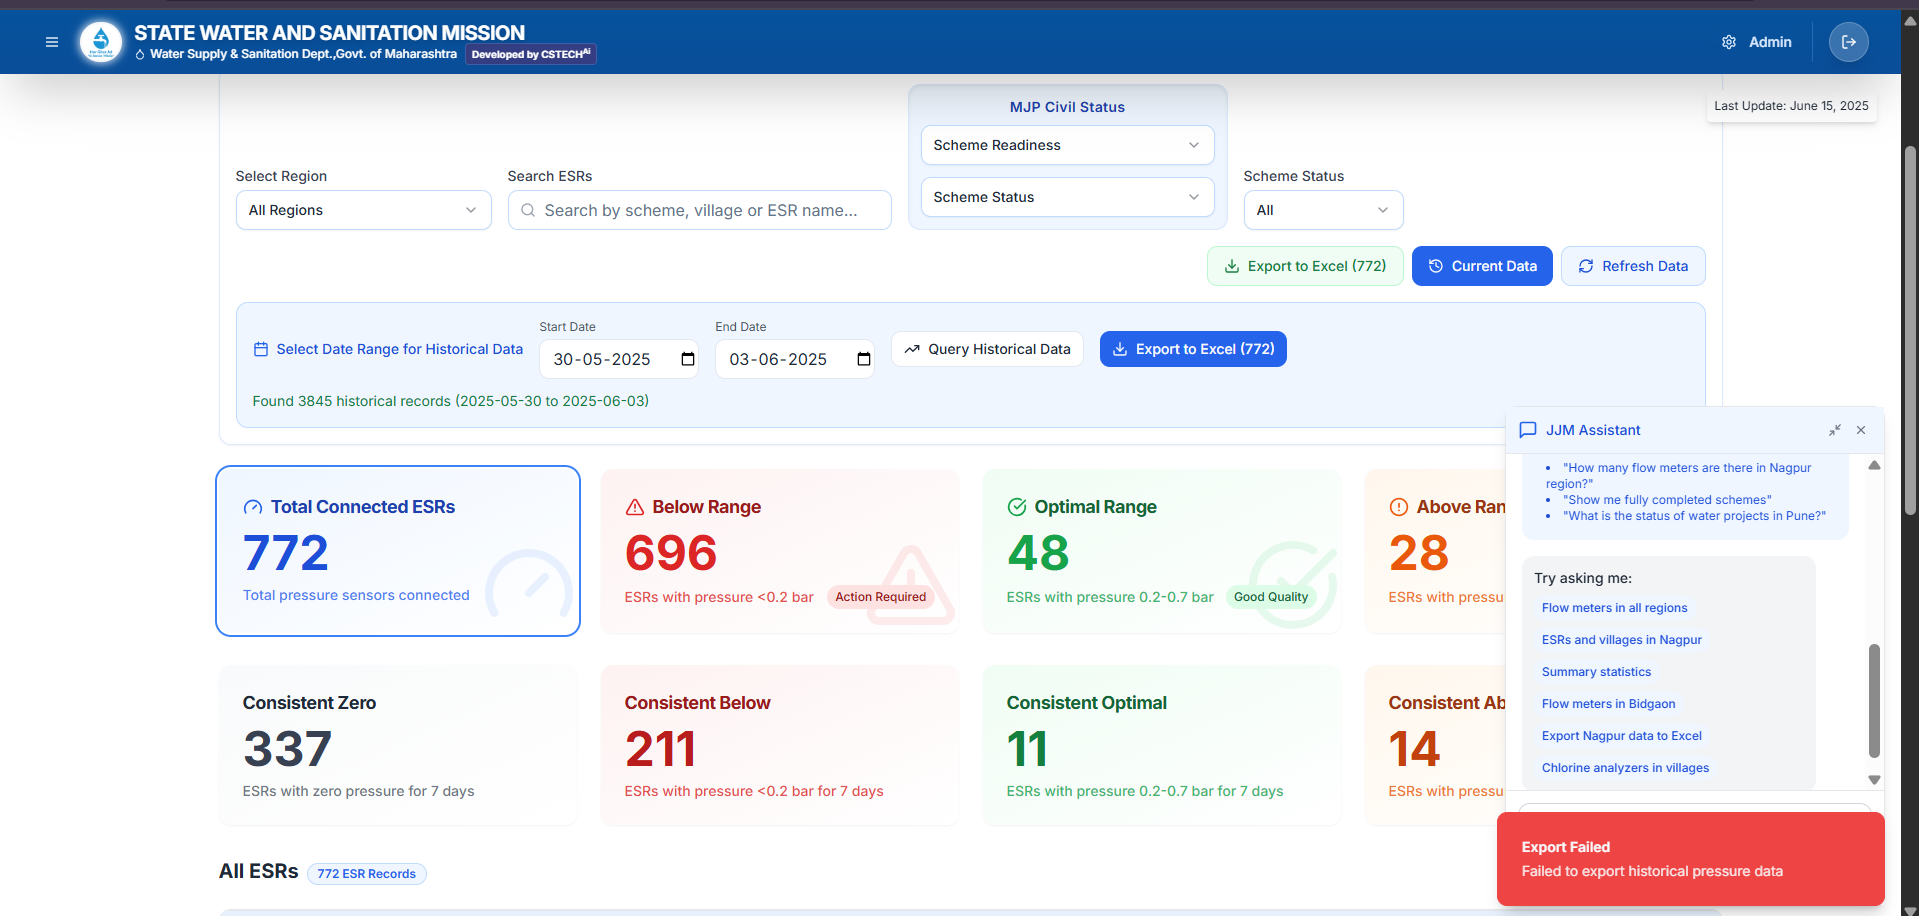 STATE WATER AND SANITATION MISSION
Water Supply & Sanitation Dept.,Govt. of Maharashtra
Developed by CSTECHAi
Admin
Last Update: June 15, 2025
MJP Civil Status
Scheme Readiness
Scheme Status
Select Region
All Regions
Search ESRs
Search by scheme, village or ESR name...
Scheme Status
All
Export to Excel (772)
Current Data
Refresh Data
Select Date Range for Historical Data
Start Date
30-05-2025
End Date
03-06-2025
Query Historical Data
Export to Excel (772)
Found 3845 historical records (2025-05-30 to 2025-06-03)
Total Connected ESRs
772
Total pressure sensors connected
Below Range
696
ESRs with pressure <0.2 bar
Action Required
Optimal Range
48
ESRs with pressure 0.2-0.7 bar
Good Quality
Above Ran
28
ESRs with pressu
Consistent Zero
337
ESRs with zero pressure for 7 days
Consistent Below
211
ESRs with pressure <0.2 bar for 7 days
Consistent Optimal
11
ESRs with pressure 0.2-0.7 bar for 7 days
Consistent Ab
14
ESRs with pressu
All ESRs
772 ESR Records
JJM Assistant
"How many flow meters are there in Nagpur
region?"
"Show me fully completed schemes"
"What is the status of water projects in Pune?"
Try asking me:
Flow meters in all regions
ESRs and villages in Nagpur
Summary statistics
Flow meters in Bidgaon
Export Nagpur data to Excel
Chlorine analyzers in villages
Export Failed
Failed to export historical pressure data